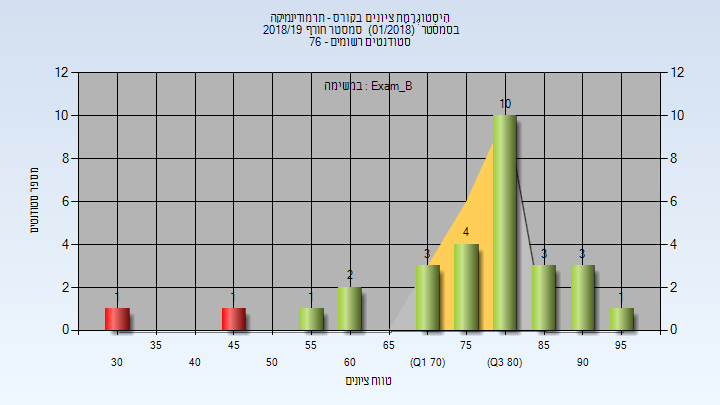 היסטוגרמת ציונים בקורס - תרמודינמיקה
בסמסטר (01/2018) סמסטר חורף 2018/19
סטודנטים רשומים - 76
במשימה : Exam_B
מספר סטודנטים
12 12
10 10
8 8
6 6
4 4
2 2
0 0
1 1 1 2 3 4 10 3 3 1
35 45 55 65 75 85 95
30 40 50 60 (Q1 70) (Q3 80) 90
טווח ציונים